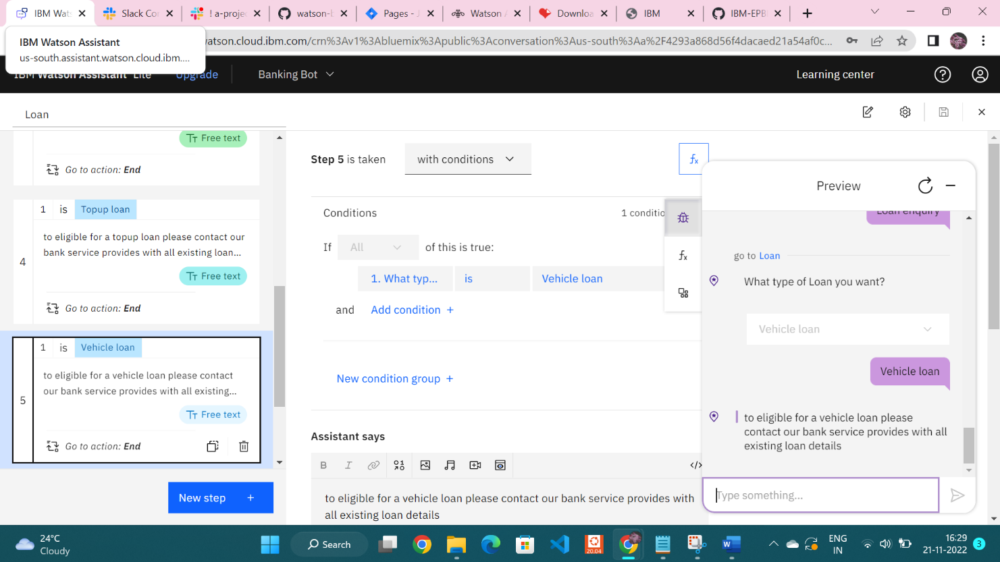 IBM Wat
Slack Cor
! a-projec
watson-b
Pages - J
Watson A
Downloa
IBM
IBM-EPB
IBM Watson Assistant
us-south.assistant.watson.cloud.ibm....
watson.cloud.ibm.com/crn%3Av1%3Abluemix%3Apublic%3Aconversation%3Aus-south%3Aa%2F4293a868d56f4dacaed21a54af0c...
IBM Watson Assistant Lite
Upgrade
Banking Bot
Learning center
Loan
Free text
Go to action: End
1 is Topup loan
to eligible for a topup loan please contact our
bank service provides with all existing loan...
4
Free text
Go to action: End
1 is Vehicle loan
to eligible for a vehicle loan please contact
our bank service provides with all existing...
5
Free text
Go to action: End
New step +
Step 5 is taken
with conditions
fx
Conditions
1 conditio
If All of this is true:
1. What typ... is Vehicle loan
and Add condition +
New condition group +
Assistant says
B I </>
to eligible for a vehicle loan please contact our bank service provides with
all existing loan details
fx
Preview
Loan enquiry
go to Loan
What type of Loan you want?
Vehicle loan
Vehicle loan
to eligible for a vehicle loan please
contact our bank service provides with all
existing loan details
Type something...
24°C
Cloudy
Search
20.04
ENG
IN
16:29
21-11-2022
3